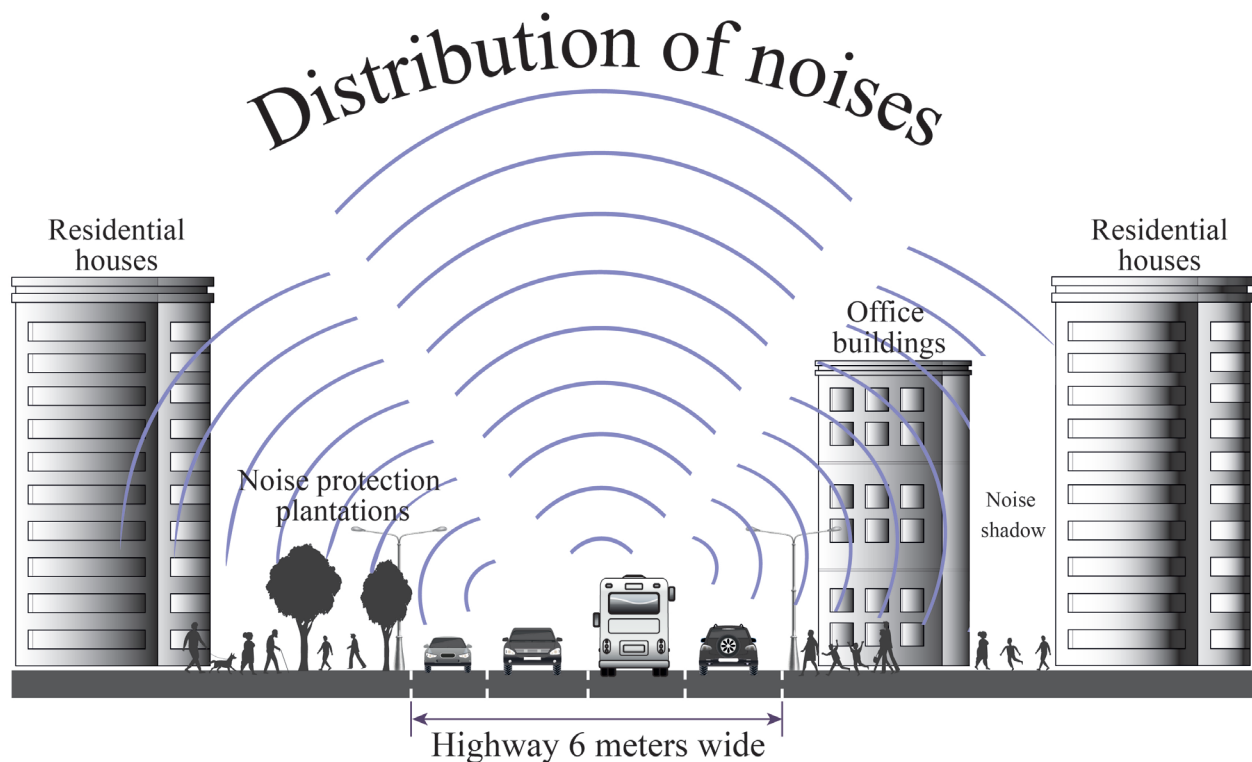 Distribution of noises
Residential
houses
Residential
houses
Office
buildings
Noise protection
plantations
Noise
shadow
Highway 6 meters wide